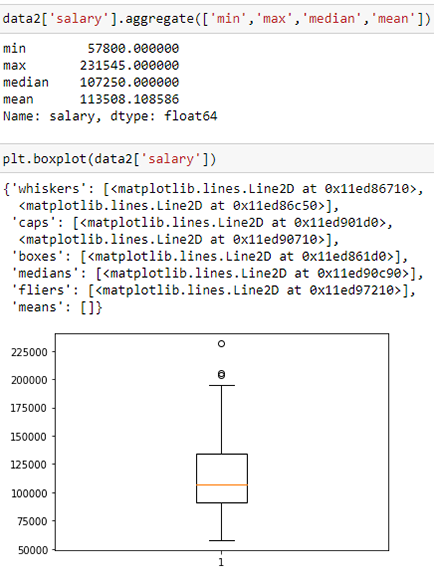 data2['salary'].aggregate(['min','max','median','mean'])
min 57800.000000
max 231545.000000
median 107250.000000
mean 113508.108586
Name: salary, dtype: float64
plt.boxplot(data2['salary'])
{'whiskers': [<matplotlib.lines.Line2D at 0x11ed86710>,
<matplotlib.lines.Line2D at 0x11ed86c50>],
'caps': [<matplotlib.lines.Line2D at 0x11ed901d0>,
<matplotlib.lines.Line2D at 0x11ed90710>],
'boxes': [<matplotlib.lines.Line2D at 0x11ed861d0>],
'medians': [<matplotlib.lines.Line2D at 0x11ed90c90>],
'fliers': [<matplotlib.lines.Line2D at 0x11ed97210>],
'means': []}
225000
200000
175000
150000
125000
100000
75000
50000
1